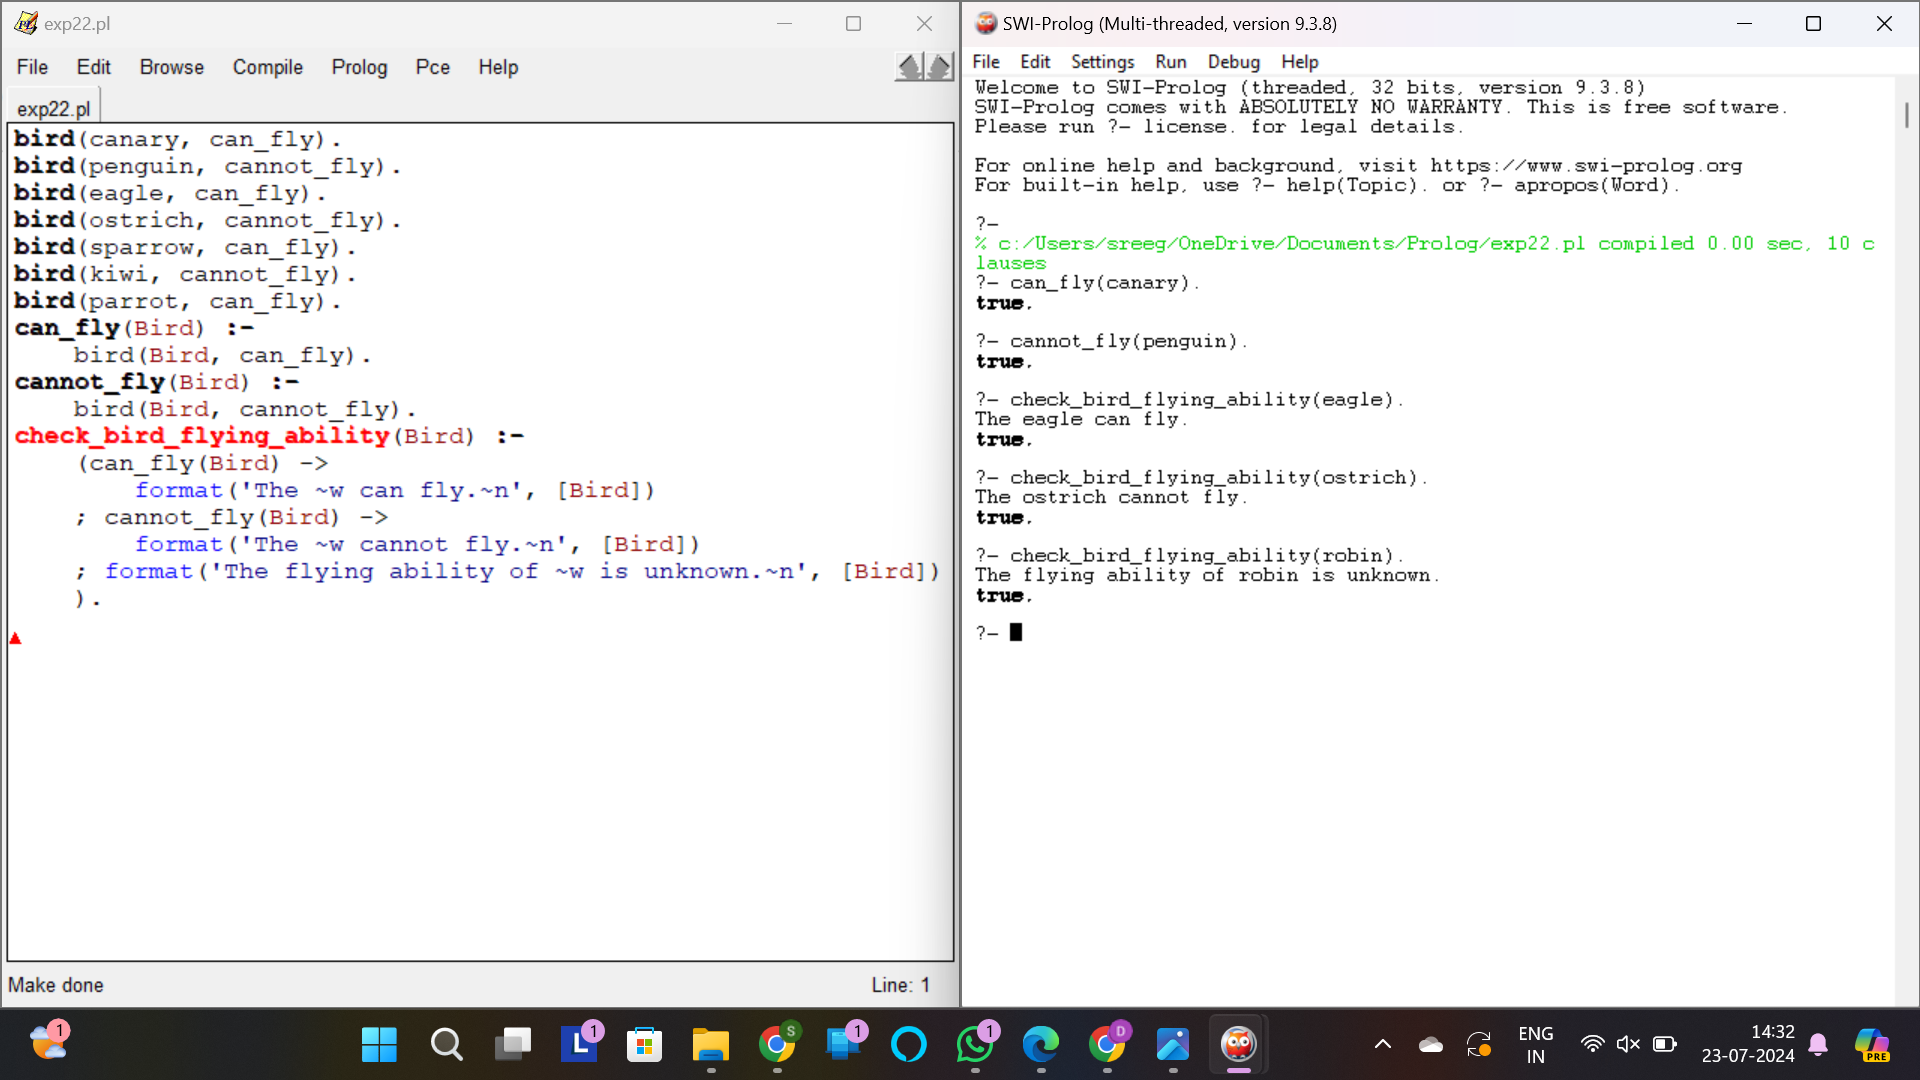 exp22.pl
File Edit Browse Compile Prolog Pce Help
exp22.pl
bird(canary, can_fly).
bird(penguin, cannot_fly).
bird(eagle, can_fly).
bird(ostrich, cannot_fly).
bird(sparrow, can_fly).
bird(kiwi, cannot_fly).
bird(parrot, can_fly).
can_fly(Bird) :-
    bird(Bird, can_fly).
cannot_fly(Bird) :-
    bird(Bird, cannot_fly).
check_bird_flying_ability(Bird) :-
    (can_fly(Bird) ->
        format('The ~w can fly.~n', [Bird])
    ; cannot_fly(Bird) ->
        format('The ~w cannot fly.~n', [Bird])
    ; format('The flying ability of ~w is unknown.~n', [Bird])
    ).
Make done
Line: 1
SWI-Prolog (Multi-threaded, version 9.3.8)
File Edit Settings Run Debug Help
Welcome to SWI-Prolog (threaded, 32 bits, version 9.3.8)
SWI-Prolog comes with ABSOLUTELY NO WARRANTY. This is free software.
Please run ?- license. for legal details.
For online help and background, visit https://www.swi-prolog.org
For built-in help, use ?- help(Topic). or ?- apropos(Word).
?-
% c:/Users/sreeg/OneDrive/Documents/Prolog/exp22.pl compiled 0.00 sec, 10 c
lauses
?- can_fly(canary).
true.
?- cannot_fly(penguin).
true.
?- check_bird_flying_ability(eagle).
The eagle can fly.
true.
?- check_bird_flying_ability(ostrich).
The ostrich cannot fly.
true.
?- check_bird_flying_ability(robin).
The flying ability of robin is unknown.
true.
?-
1
L 1
S
1
1
D
ENG
IN
14:32
23-07-2024
PRE